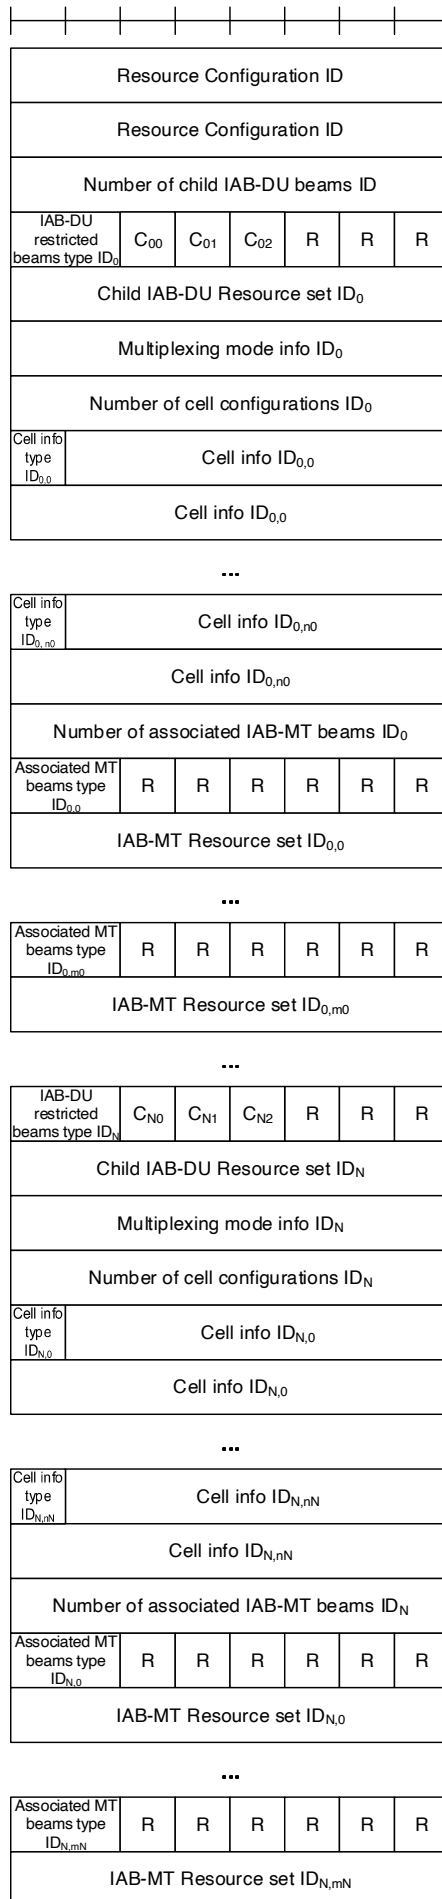 Resource Configuration ID
Resource Configuration ID
Number of child IAB-DU beams ID
IAB-DU
restricted
beams type ID0
C00 C01 C02 R R R
Child IAB-DU Resource set ID0
Multiplexing mode info ID0
Number of cell configurations ID0
Cell info
type
ID0,0
Cell info ID0,0
Cell info ID0,0
...
Cell info
type
ID0, n0
Cell info ID0,n0
Cell info ID0,n0
Number of associated IAB-MT beams ID0
Associated MT
beams type
ID0,0
R R R R R R
IAB-MT Resource set ID0,0
...
Associated MT
beams type
ID0,m0
R R R R R R
IAB-MT Resource set ID0,m0
...
IAB-DU
restricted
beams type IDN
CN0 CN1 CN2 R R R
Child IAB-DU Resource set IDN
Multiplexing mode info IDN
Number of cell configurations IDN
Cell info
type
IDN,0
Cell info IDN,0
Cell info IDN,0
...
Cell info
type
IDN,nN
Cell info IDN,nN
Cell info IDN,nN
Number of associated IAB-MT beams IDN
Associated MT
beams type
IDN,0
R R R R R R
IAB-MT Resource set IDN,0
...
Associated MT
beams type
IDN,mN
R R R R R R
IAB-MT Resource set IDN,mN